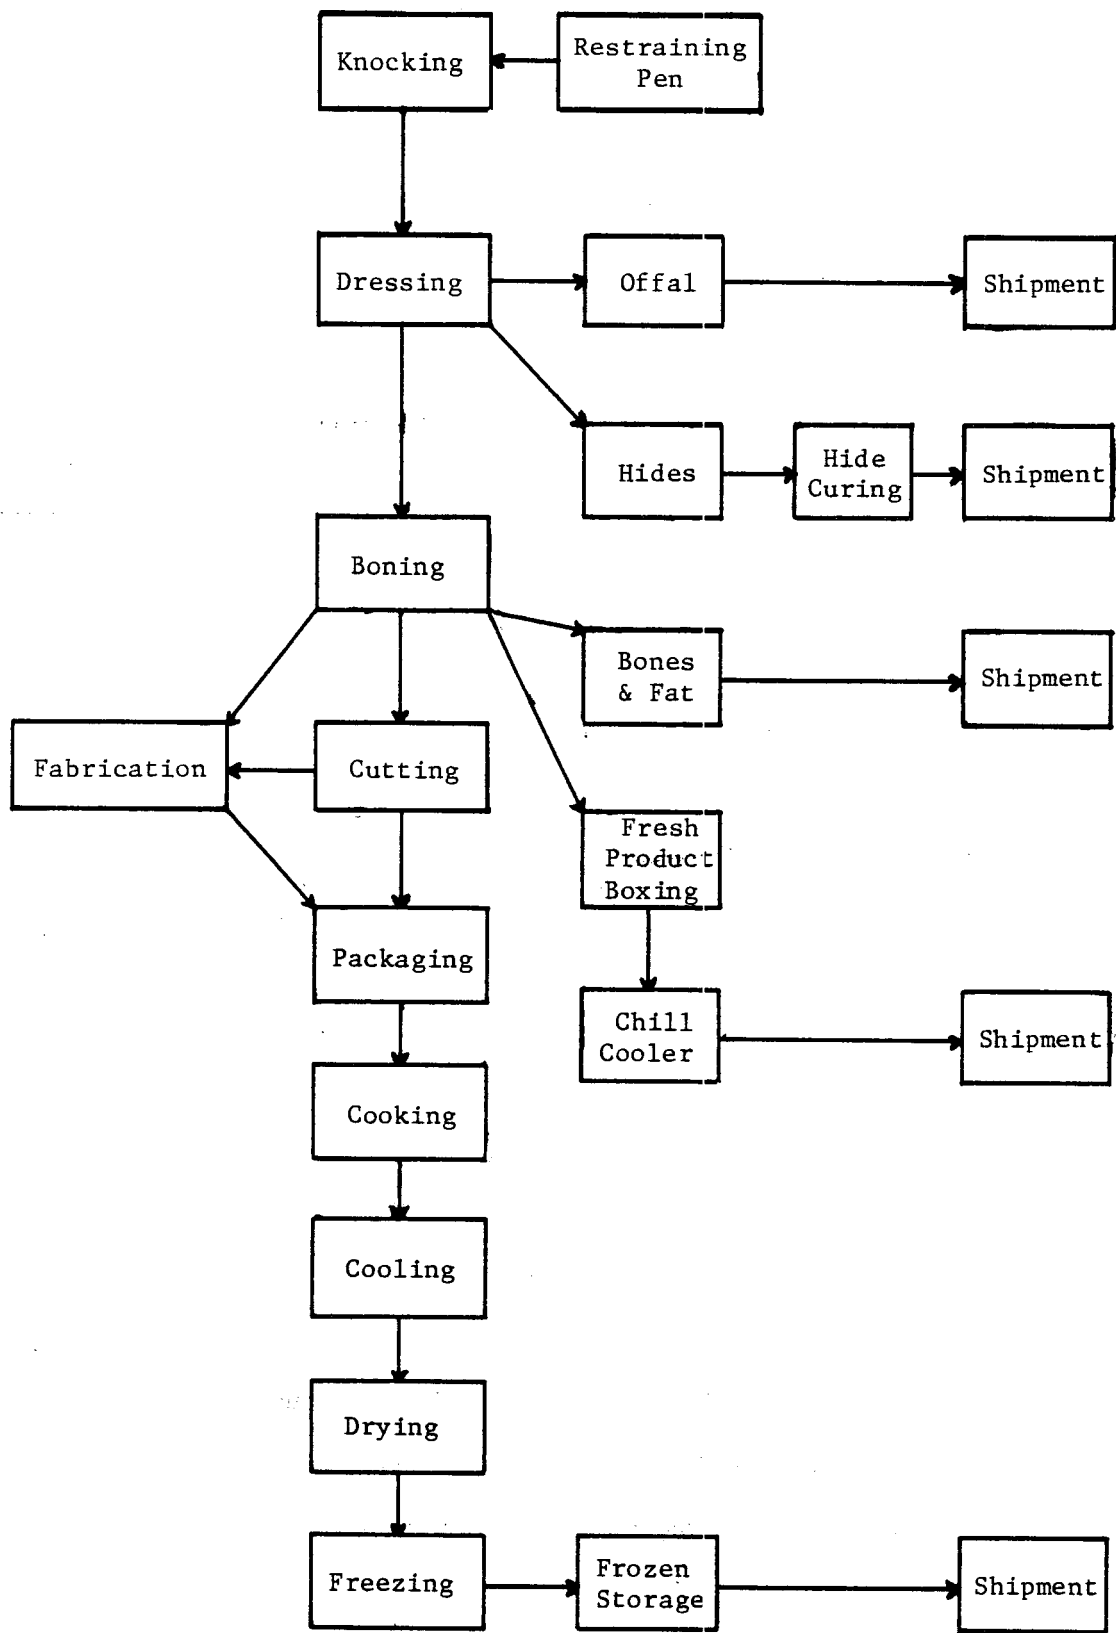 Knocking
Restraining
Pen
Dressing
Offal
Shipment
Hides
Hide
Curing
Shipment
Boning
Bones
& Fat
Shipment
Fabrication
Cutting
Fresh
Product
Boxing
Packaging
Chill
Cooler
Shipment
Cooking
Cooling
Drying
Freezing
Frozen
Storage
Shipment